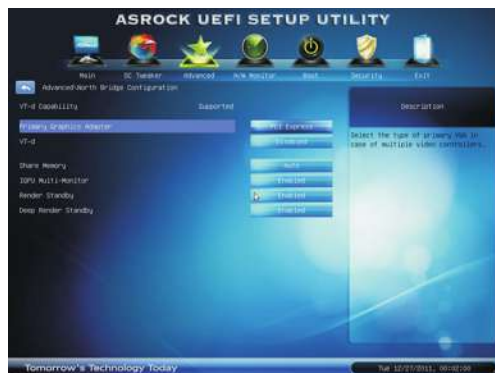 ASROCK UEFI SETUP UTILITY
Main OC Tweaker Advanced H/W Monitor Boot Security Exit
Advanced\North Bridge Configuration
VT-d Capability Supported
Primary Graphics Adapter PCI Express
VT-d Disabled
Share Memory Auto
IGPU Multi-Monitor Enabled
Render Standby Enabled
Deep Render Standby Enabled
Description
Select the type of primary VGA in
case of multiple video controllers.
Tomorrow's Technology Today
Tue 12/27/2011, 00:02:00